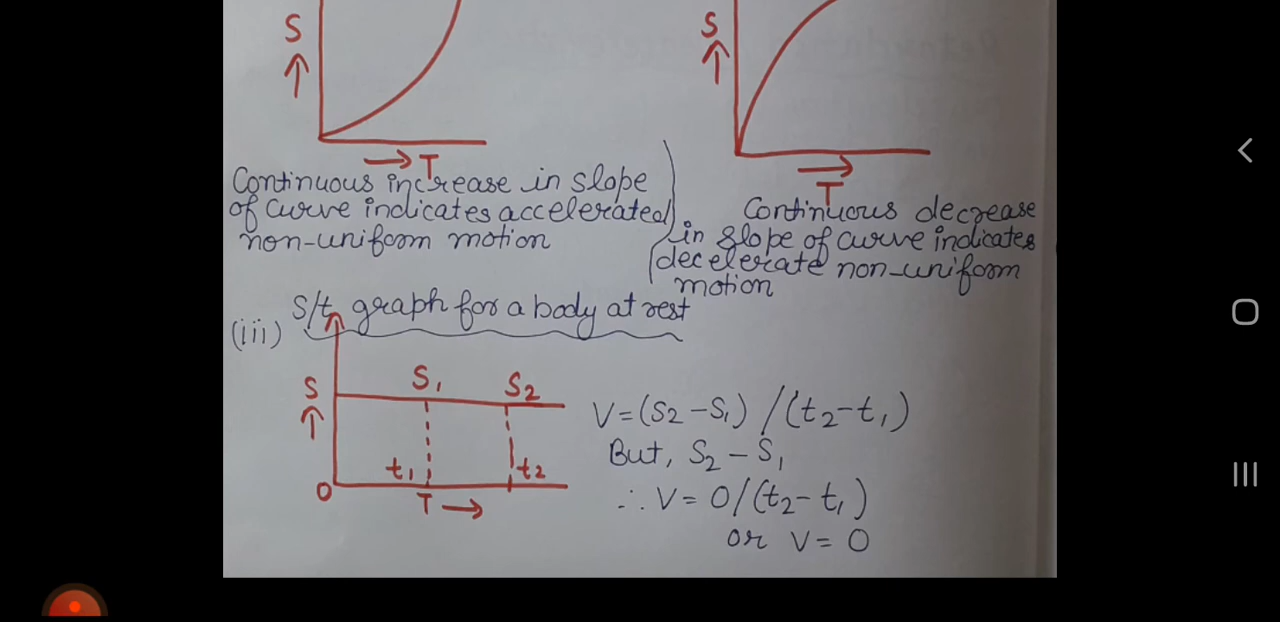 S
T
Continuous increase in slope
of curve indicates accelerated
non-uniform motion
S
T
Continuous decrease
in slope of curve indicates
decelerate non-uniform
motion
(iii) S/t graph for a body at rest
S
S1 S2
t1 t2
O
T
V=(S2-S1)/(t2-t1)
But, S2-S1
∴ V=0/(t2-t1)
or V=0